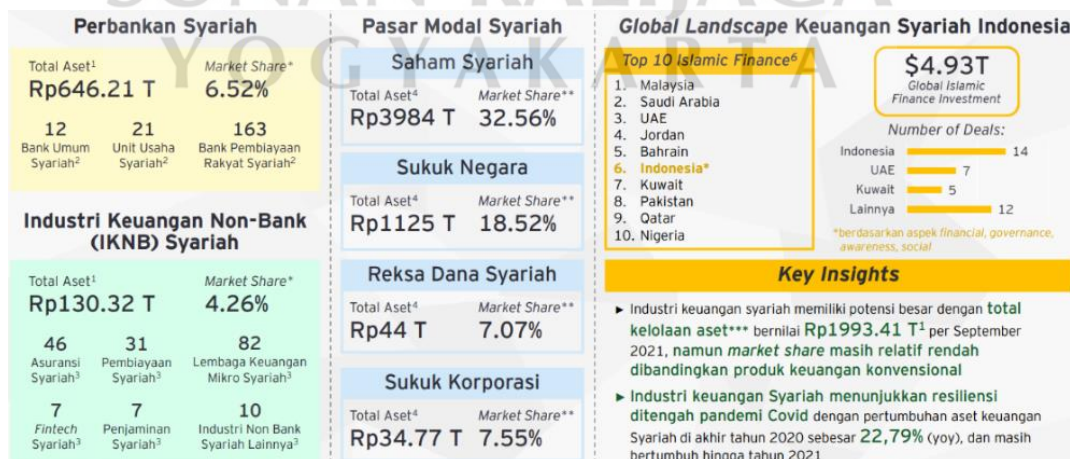 SUNAN KALIJAGA
YOGYAKARTA
Perbankan Syariah
Total Aset¹ Market Share*
Rp646.21 T 6.52%
12 21 163
Bank Umum Unit Usaha Bank Pembiayaan
Syariah² Syariah² Rakyat Syariah²
Industri Keuangan Non-Bank
(IKNB) Syariah
Total Aset¹ Market Share*
Rp130.32 T 4.26%
46 31 82
Asuransi Pembiayaan Lembaga Keuangan
Syariah³ Syariah³ Mikro Syariah³
7 7 10
Fintech Penjaminan Industri Non Bank
Syariah³ Syariah³ Syariah Lainnya³
Pasar Modal Syariah
Saham Syariah
Total Aset⁴ Market Share**
Rp3984 T 32.56%
Sukuk Negara
Total Aset⁴ Market Share**
Rp1125 T 18.52%
Reksa Dana Syariah
Total Aset⁴ Market Share**
Rp44 T 7.07%
Sukuk Korporasi
Total Aset⁴ Market Share**
Rp34.77 T 7.55%
Global Landscape Keuangan Syariah Indonesia
Top 10 Islamic Finance⁶
1. Malaysia
2. Saudi Arabia
3. UAE
4. Jordan
5. Bahrain
6. Indonesia*
7. Kuwait
8. Pakistan
9. Qatar
10. Nigeria
$4.93T
Global Islamic
Finance Investment
Number of Deals:
Indonesia 14
UAE 7
Kuwait 5
Lainnya 12
*berdasarkan aspek financial, governance,
awareness, social
Key Insights
► Industri keuangan syariah memiliki potensi besar dengan total
kelolaan aset*** bernilai Rp1993.41 T¹ per September
2021, namun market share masih relatif rendah
dibandingkan produk keuangan konvensional
► Industri keuangan Syariah menunjukkan resiliensi
ditengah pandemi Covid dengan pertumbuhan aset keuangan
Syariah di akhir tahun 2020 sebesar 22,79% (yoy), dan masih
bertumbuh hingga tahun 2021